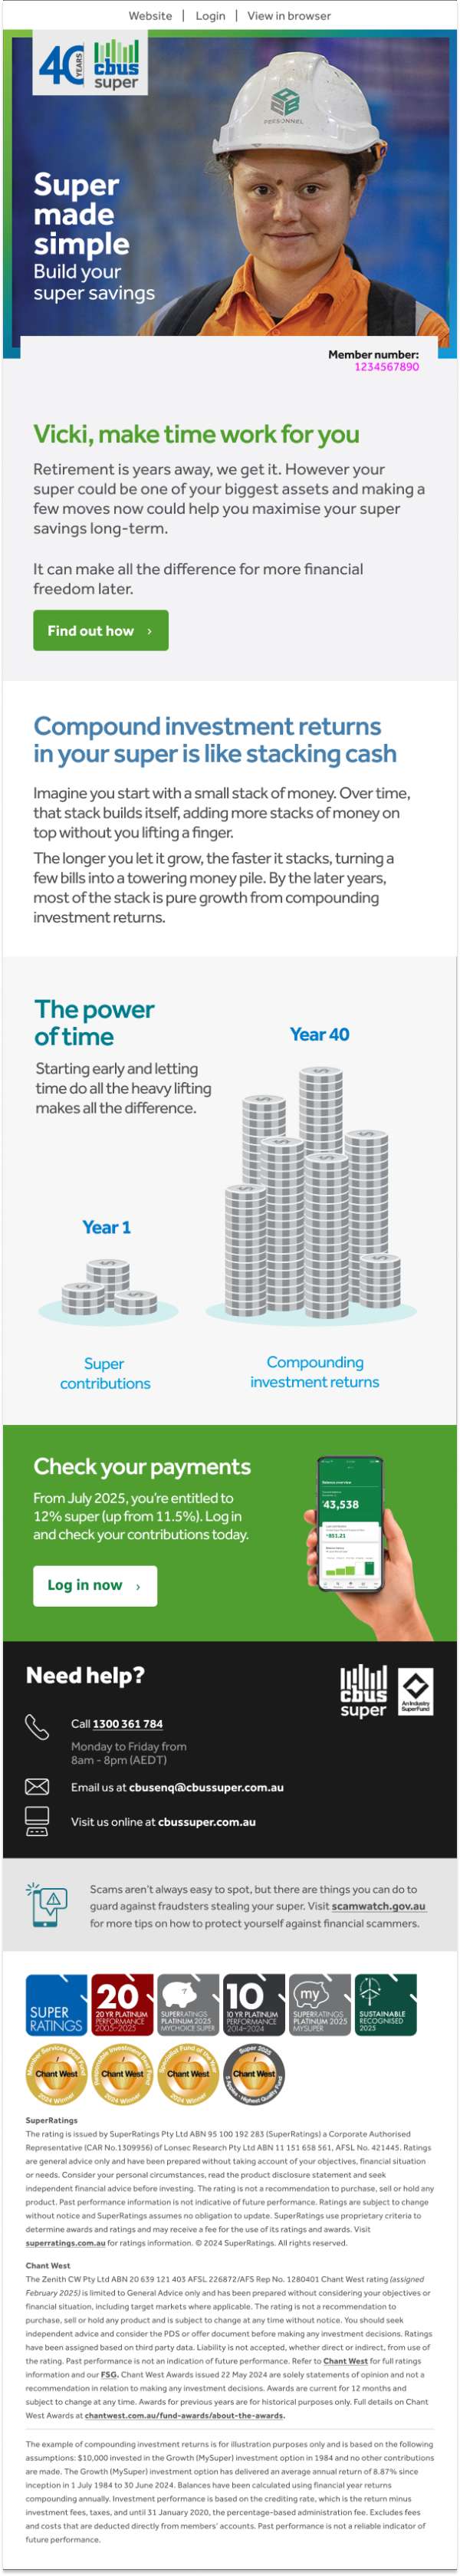 Website | Login | View in browser
40 YEARS
cbus
super
PERSONNEL
Super
made
simple
Build your
super savings
Member number:
1234567890
Vicki, make time work for you
Retirement is years away, we get it. However your
super could be one of your biggest assets and making a
few moves now could help you maximise your super
savings long-term.
It can make all the difference for more financial
freedom later.
Find out how ›
Compound investment returns
in your super is like stacking cash
Imagine you start with a small stack of money. Over time,
that stack builds itself, adding more stacks of money on
top without you lifting a finger.
The longer you let it grow, the faster it stacks, turning a
few bills into a towering money pile. By the later years,
most of the stack is pure growth from compounding
investment returns.
The power
of time
Starting early and letting
time do all the heavy lifting
makes all the difference.
Year 40
Year 1
Super
contributions
Compounding
investment returns
Check your payments
From July 2025, you're entitled to
12% super (up from 11.5%). Log in
and check your contributions today.
Log in now ›
43,538
Need help?
cbus
super
An Industry
SuperFund
Call 1300 361 784
Monday to Friday from
8am - 8pm (AEDT)
Email us at cbusenq@cbussuper.com.au
Visit us online at cbussuper.com.au
Scams aren't always easy to spot, but there are things you can do to
guard against fraudsters stealing your super. Visit scamwatch.gov.au
for more tips on how to protect yourself against financial scammers.
SUPER
RATINGS
20
20 YR PLATINUM
PERFORMANCE
2005-2025
7
SUPERRATINGS
PLATINUM 2025
MYCHOICE SUPER
10
10 YR PLATINUM
PERFORMANCE
2014-2024
my
SUPERRATINGS
PLATINUM 2025
MYSUPER
SUSTAINABLE
RECOGNISED
2025
Chant West
2024 Winner
Chant West
2024 Winner
Chant West
2024 Winner
Super 2025
Chant West
SuperRatings
The rating is issued by SuperRatings Pty Ltd ABN 95 100 192 283 (SuperRatings) a Corporate Authorised
Representative (CAR No.1309956) of Lonsec Research Pty Ltd ABN 11 151 658 561, AFSL No. 421445. Ratings
are general advice only and have been prepared without taking account of your objectives, financial situation
or needs. Consider your personal circumstances, read the product disclosure statement and seek
independent financial advice before investing. The rating is not a recommendation to purchase, sell or hold any
product. Past performance information is not indicative of future performance. Ratings are subject to change
without notice and SuperRatings assumes no obligation to update. SuperRatings use proprietary criteria to
determine awards and ratings and may receive a fee for the use of its ratings and awards. Visit
superratings.com.au for ratings information. © 2024 SuperRatings. All rights reserved.
Chant West
The Zenith CW Pty Ltd ABN 20 639 121 403 AFSL 226872/AFS Rep No. 1280401 Chant West rating (assigned
February 2025) is limited to General Advice only and has been prepared without considering your objectives or
financial situation, including target markets where applicable. The rating is not a recommendation to
purchase, sell or hold any product and is subject to change at any time without notice. You should seek
independent advice and consider the PDS or offer document before making any investment decisions. Ratings
have been assigned based on third party data. Liability is not accepted, whether direct or indirect, from use of
the rating. Past performance is not an indication of future performance. Refer to Chant West for full ratings
information and our FSG. Chant West Awards issued 22 May 2024 are solely statements of opinion and not a
recommendation in relation to making any investment decisions. Awards are current for 12 months and
subject to change at any time. Awards for previous years are for historical purposes only. Full details on Chant
West Awards at chantwest.com.au/fund-awards/about-the-awards.
The example of compounding investment returns is for illustration purposes only and is based on the following
assumptions: $10,000 invested in the Growth (MySuper) investment option in 1984 and no other contributions
are made. The Growth (MySuper) investment option has delivered an average annual return of 8.87% since
inception in 1 July 1984 to 30 June 2024. Balances have been calculated using financial year returns
compounding annually. Investment performance is based on the crediting rate, which is the return minus
investment fees, taxes, and until 31 January 2020, the percentage-based administration fee. Excludes fees
and costs that are deducted directly from members' accounts. Past performance is not a reliable indicator of
future performance.